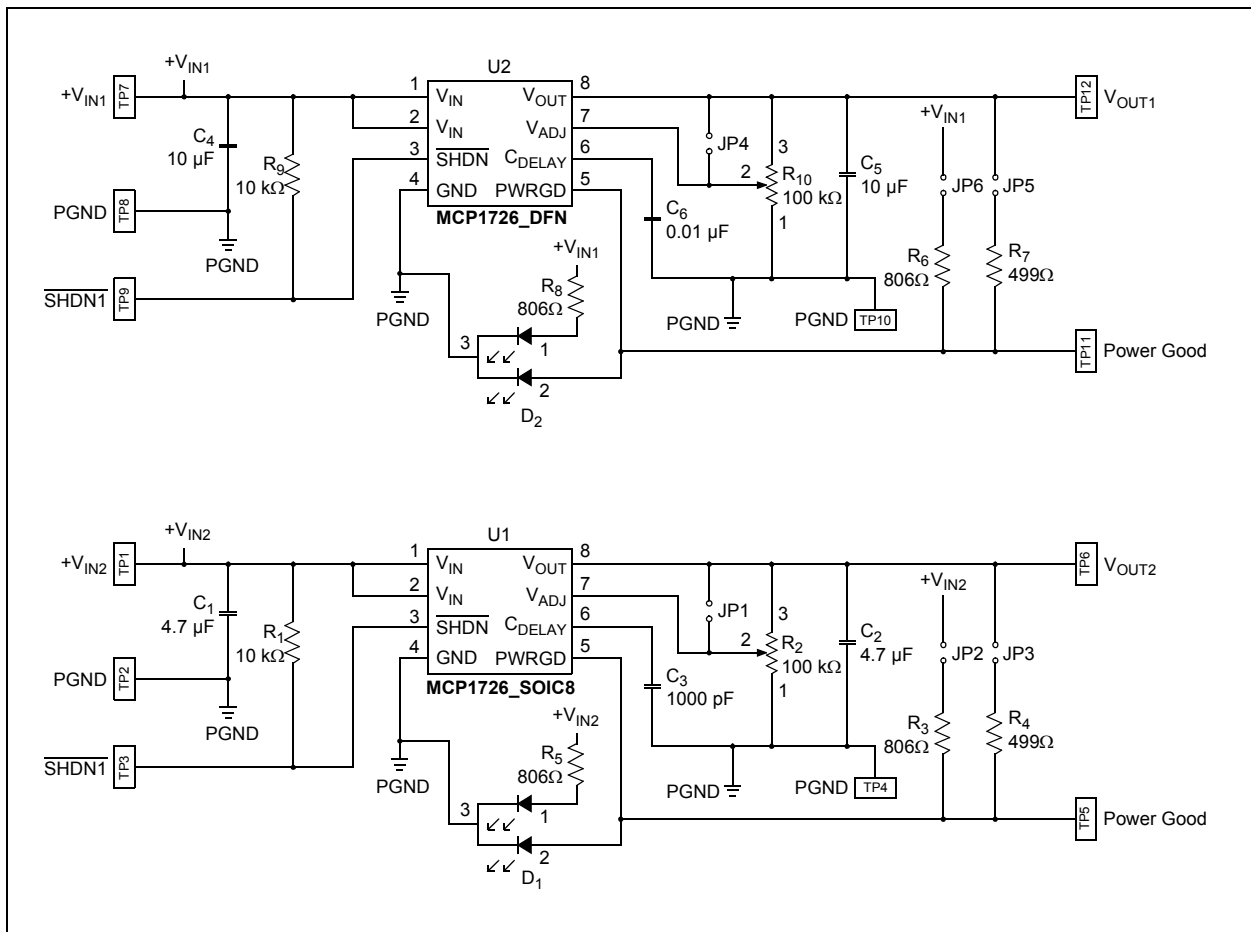 U2
+VIN1
+VIN1 TP7
C4
10 µF
R9
10 kΩ
PGND TP8
PGND
SHDN1 TP9
1 VIN
2 VIN
3 SHDN
4 GND
VOUT 8
VADJ 7
CDELAY 6
PWRGD 5
MCP1726_DFN
PGND
+VIN1
R8
806Ω
3
1
2
D2
JP4
3
2
R10
100 kΩ
1
C5
10 µF
C6
0.01 µF
PGND
PGND TP10
+VIN1
JP6
JP5
R6
806Ω
R7
499Ω
TP12 VOUT1
TP11 Power Good
U1
+VIN2
+VIN2 TP1
C1
4.7 µF
R1
10 kΩ
PGND TP2
PGND
SHDN1 TP3
1 VIN
2 VIN
3 SHDN
4 GND
VOUT 8
VADJ 7
CDELAY 6
PWRGD 5
MCP1726_SOIC8
PGND
+VIN2
R5
806Ω
3
1
2
D1
JP1
3
2
R2
100 kΩ
1
C2
4.7 µF
C3
1000 pF
PGND
PGND TP4
+VIN2
JP2
JP3
R3
806Ω
R4
499Ω
TP6 VOUT2
TP5 Power Good